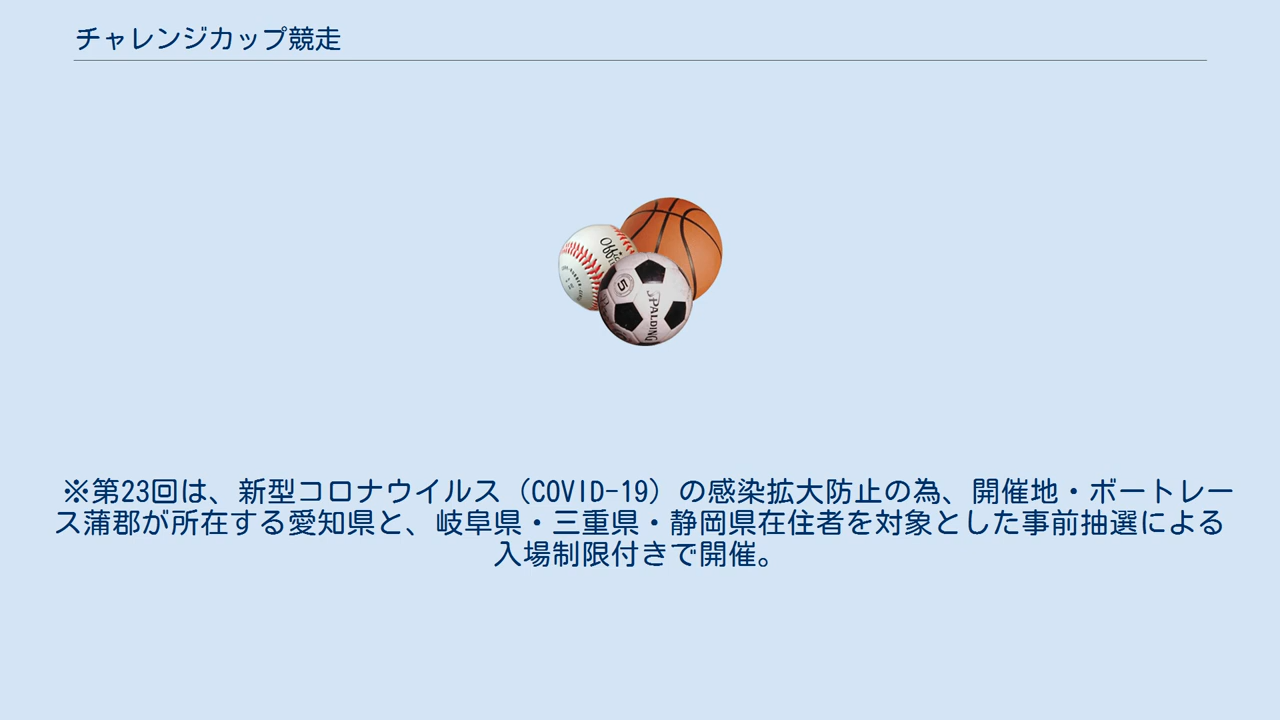 チャレンジカップ競走
Offic
5
SPALDING
※第23回は、新型コロナウイルス（COVID-19）の感染拡大防止の為、開催地・ボートレー
ス蒲郡が所在する愛知県と、岐阜県・三重県・静岡県在住者を対象とした事前抽選による
入場制限付きで開催。